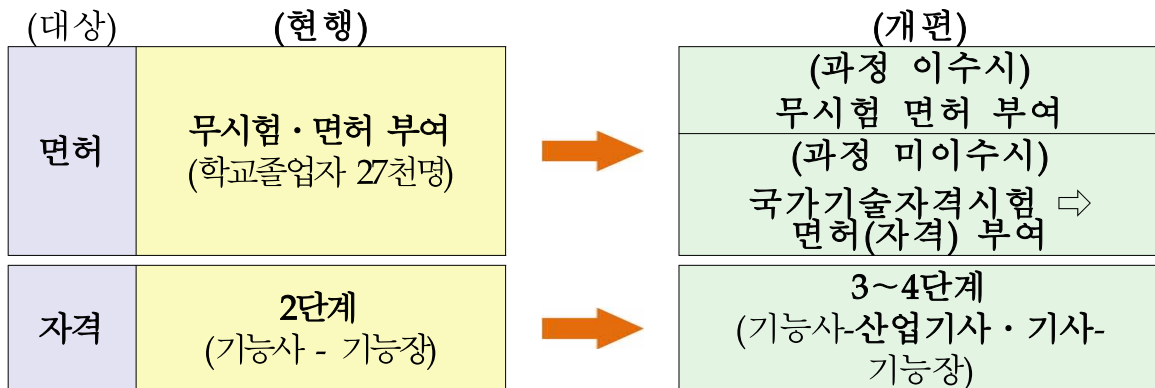 (대상) (현행) (개편)
면허
무시험·면허 부여
(학교졸업자 27천명)
(과정 이수시)
무시험 면허 부여
(과정 미이수시)
국가기술자격시험 ⇨
면허(자격) 부여
자격
2단계
(기능사 - 기능장)
3~4단계
(기능사-산업기사·기사-
기능장)